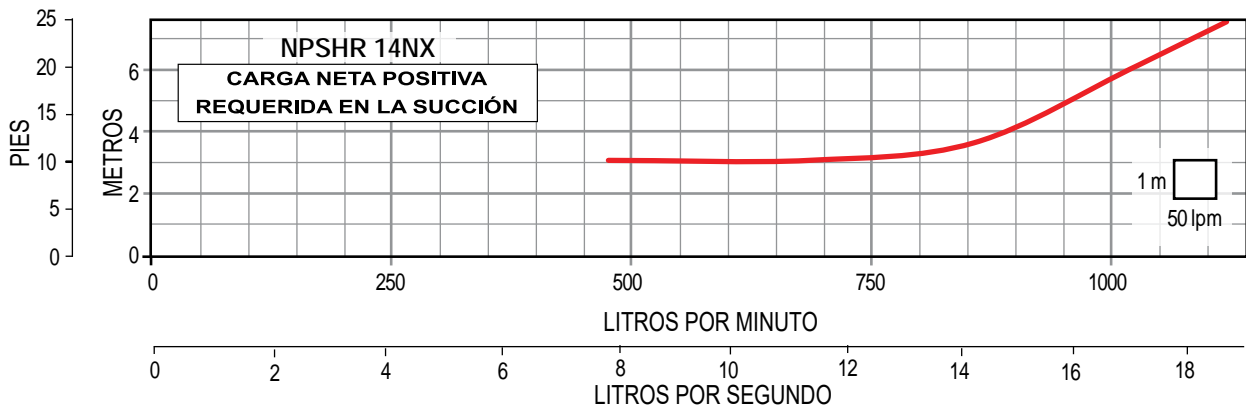 NPSHR 14NX
CARGA NETA POSITIVA
REQUERIDA EN LA SUCCIÓN
PIES
25
20
15
10
5
0
METROS
6
4
2
0
1 m
50 lpm
0 250 500 750 1000
LITROS POR MINUTO
0 2 4 6 8 10 12 14 16 18
LITROS POR SEGUNDO